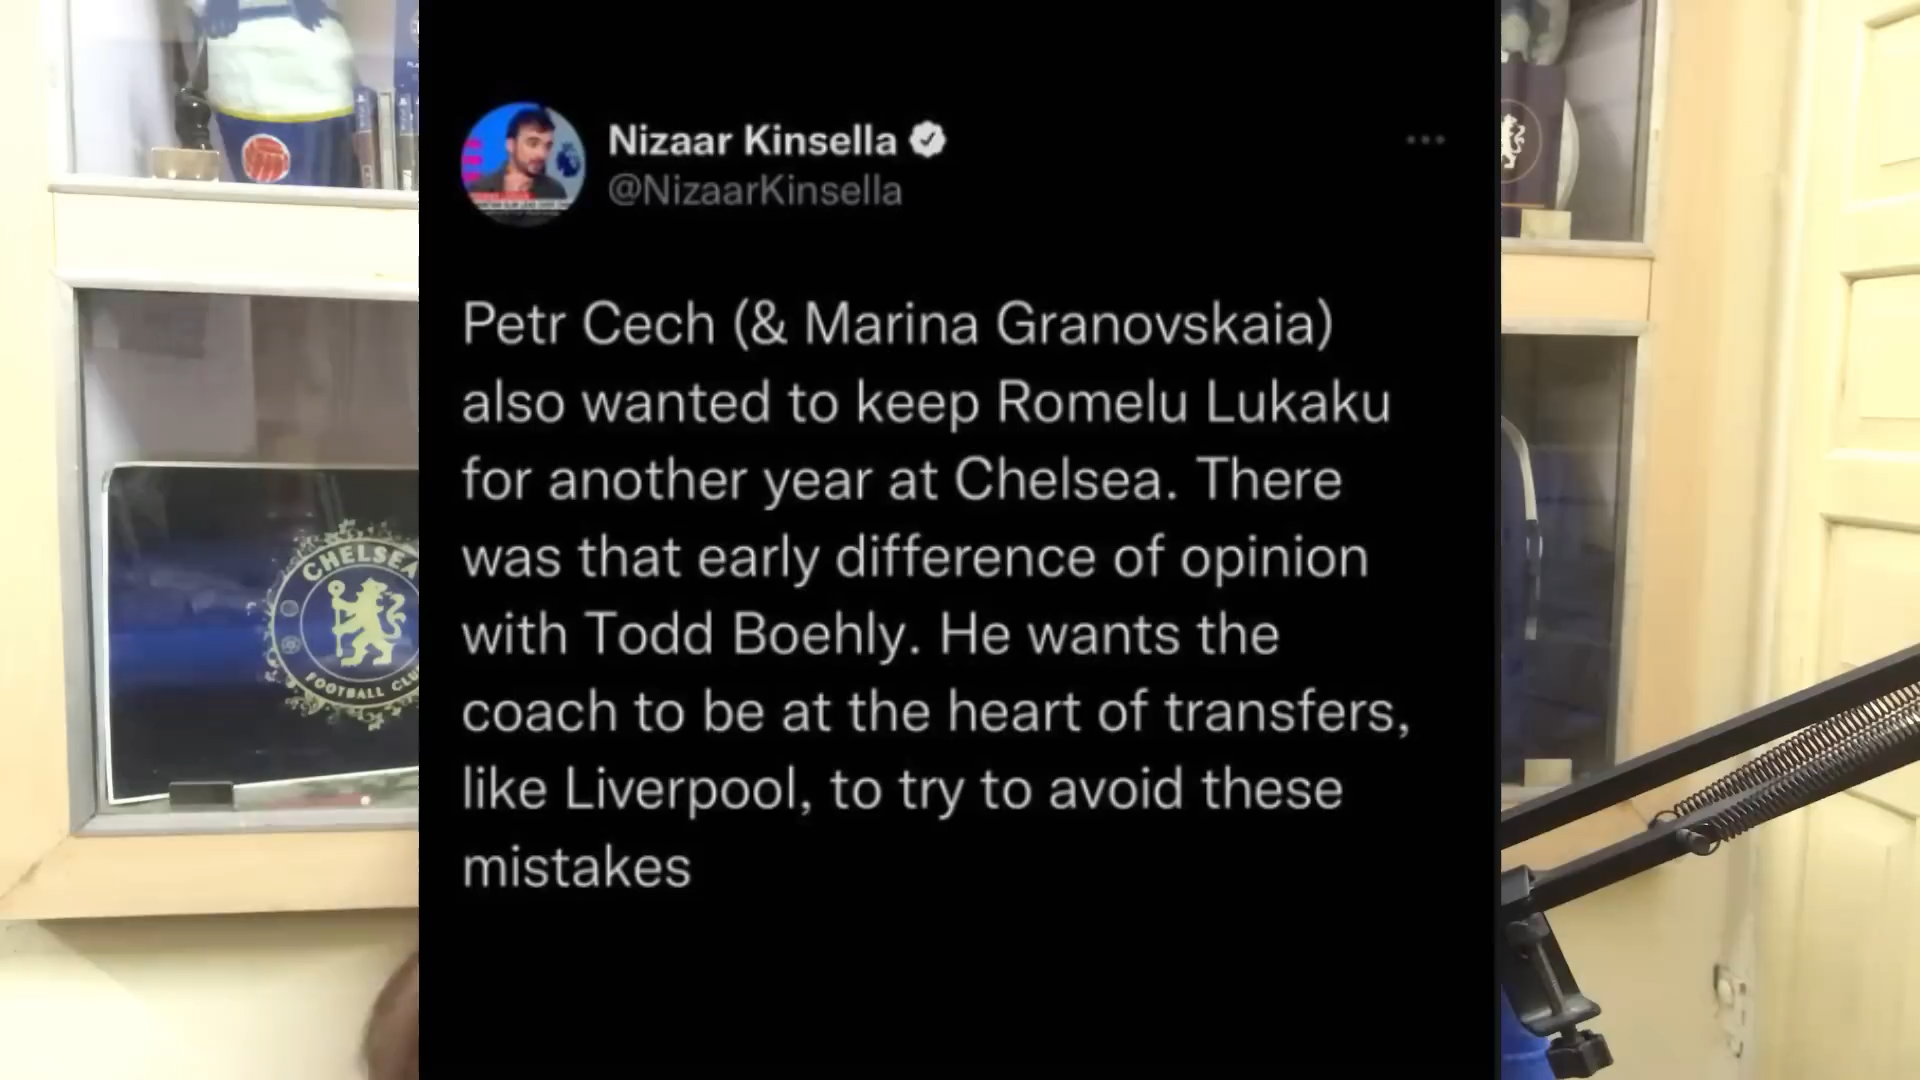 Nizaar Kinsella
@NizaarKinsella
Petr Cech (& Marina Granovskaia)
also wanted to keep Romelu Lukaku
for another year at Chelsea. There
was that early difference of opinion
with Todd Boehly. He wants the
coach to be at the heart of transfers,
like Liverpool, to try to avoid these
mistakes
CHELSEA
FOOTBALL CLU